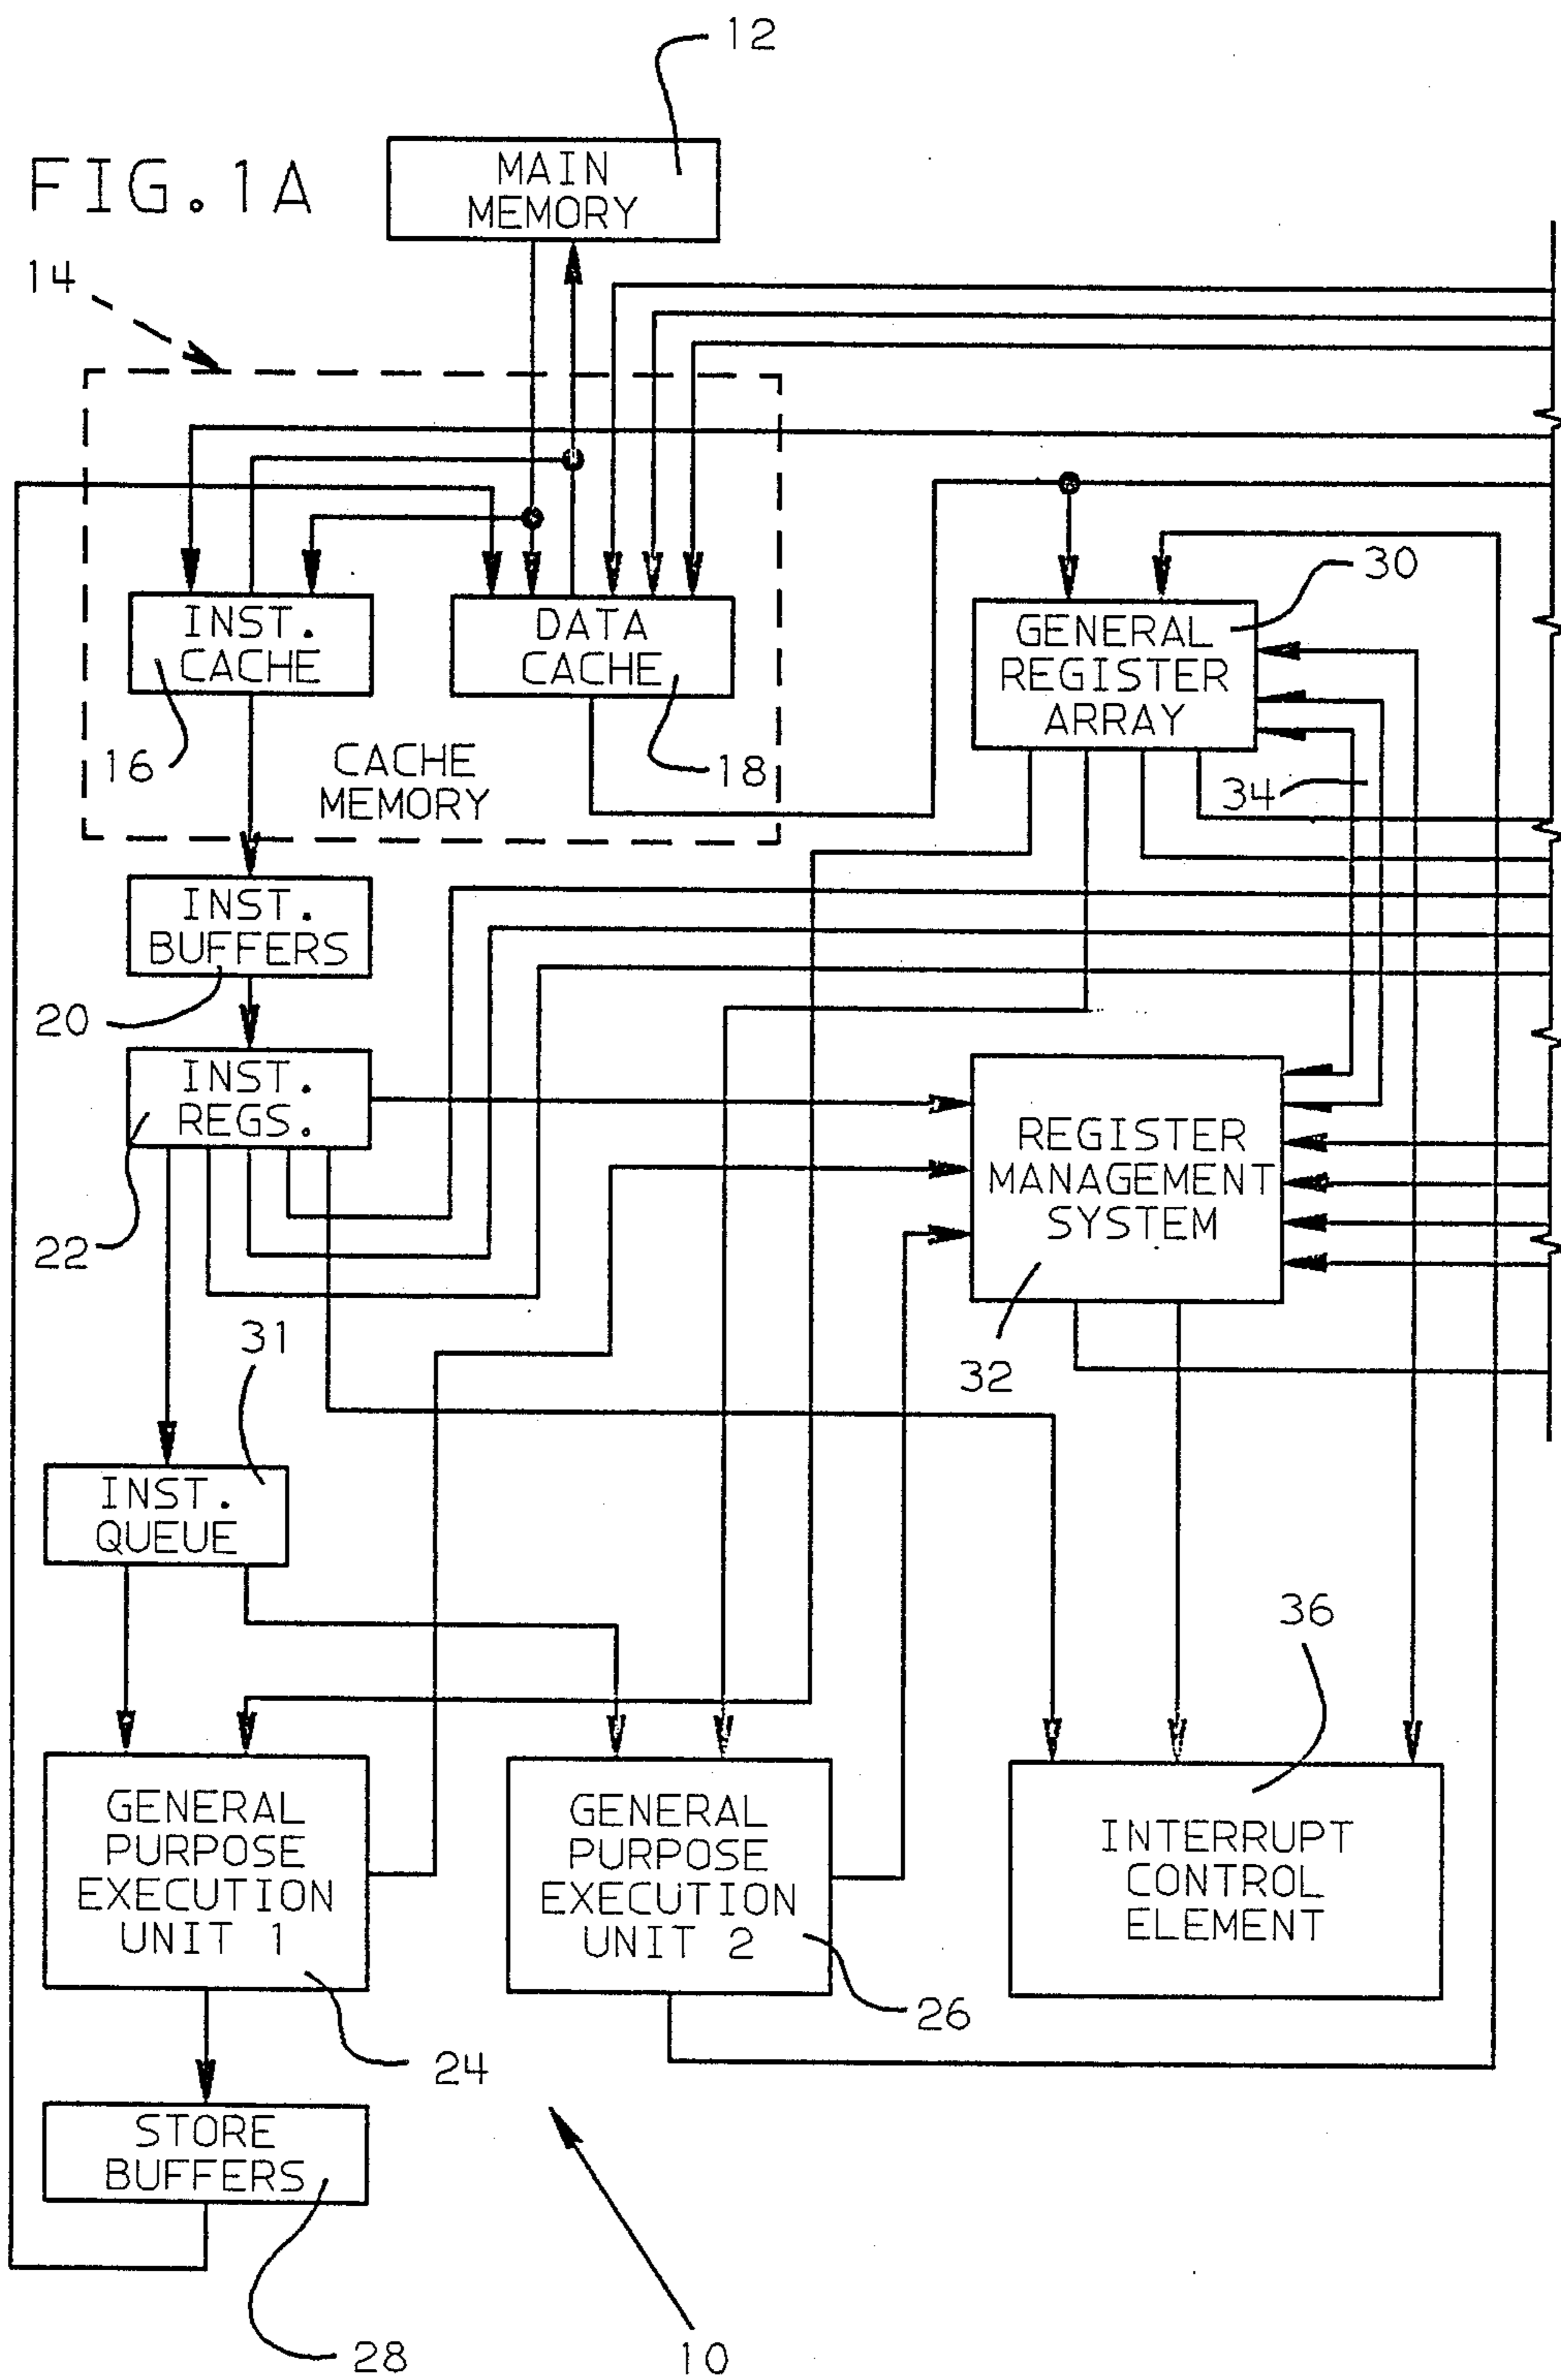 12
FIG.1A
MAIN
MEMORY
14
INST.
CACHE
DATA
CACHE
16
18
CACHE
MEMORY
30
GENERAL
REGISTER
ARRAY
34
INST.
BUFFERS
20
INST.
REGS.
22
REGISTER
MANAGEMENT
SYSTEM
32
31
INST.
QUEUE
36
GENERAL
PURPOSE
EXECUTION
UNIT 1
GENERAL
PURPOSE
EXECUTION
UNIT 2
INTERRUPT
CONTROL
ELEMENT
24
26
STORE
BUFFERS
28
10